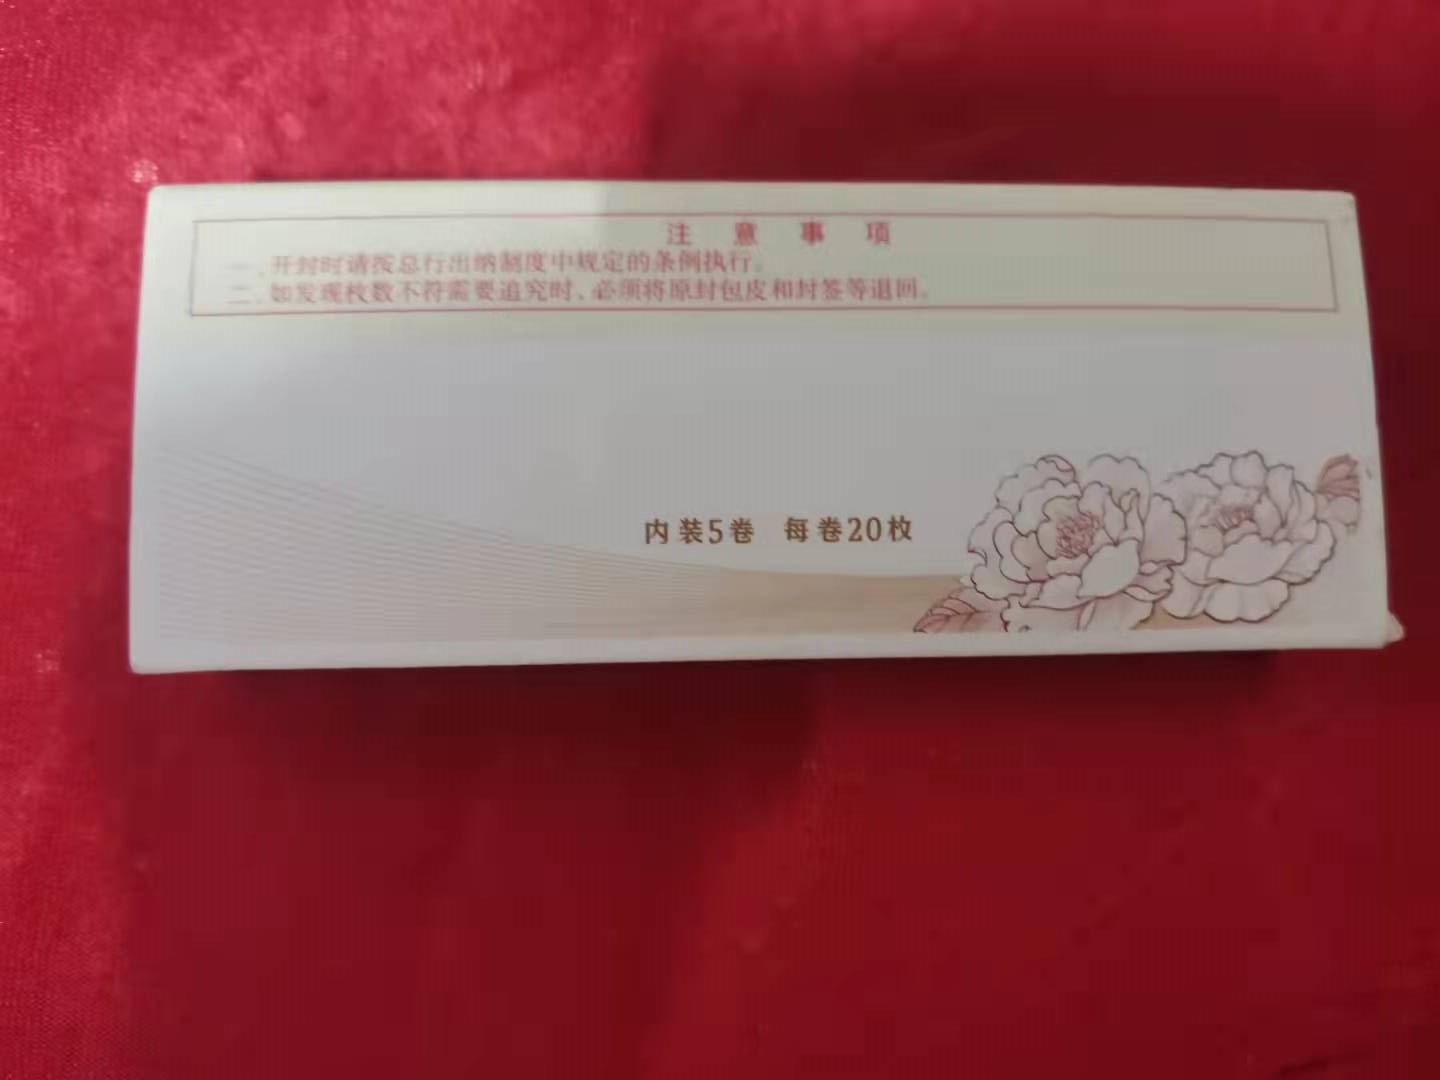 注意事项
一、开封时请按总行出纳制度中规定的条例执行。
二、如发现枚数不符需要追究时、必须将原封包皮和封签等退回。
内装5卷 每卷20枚